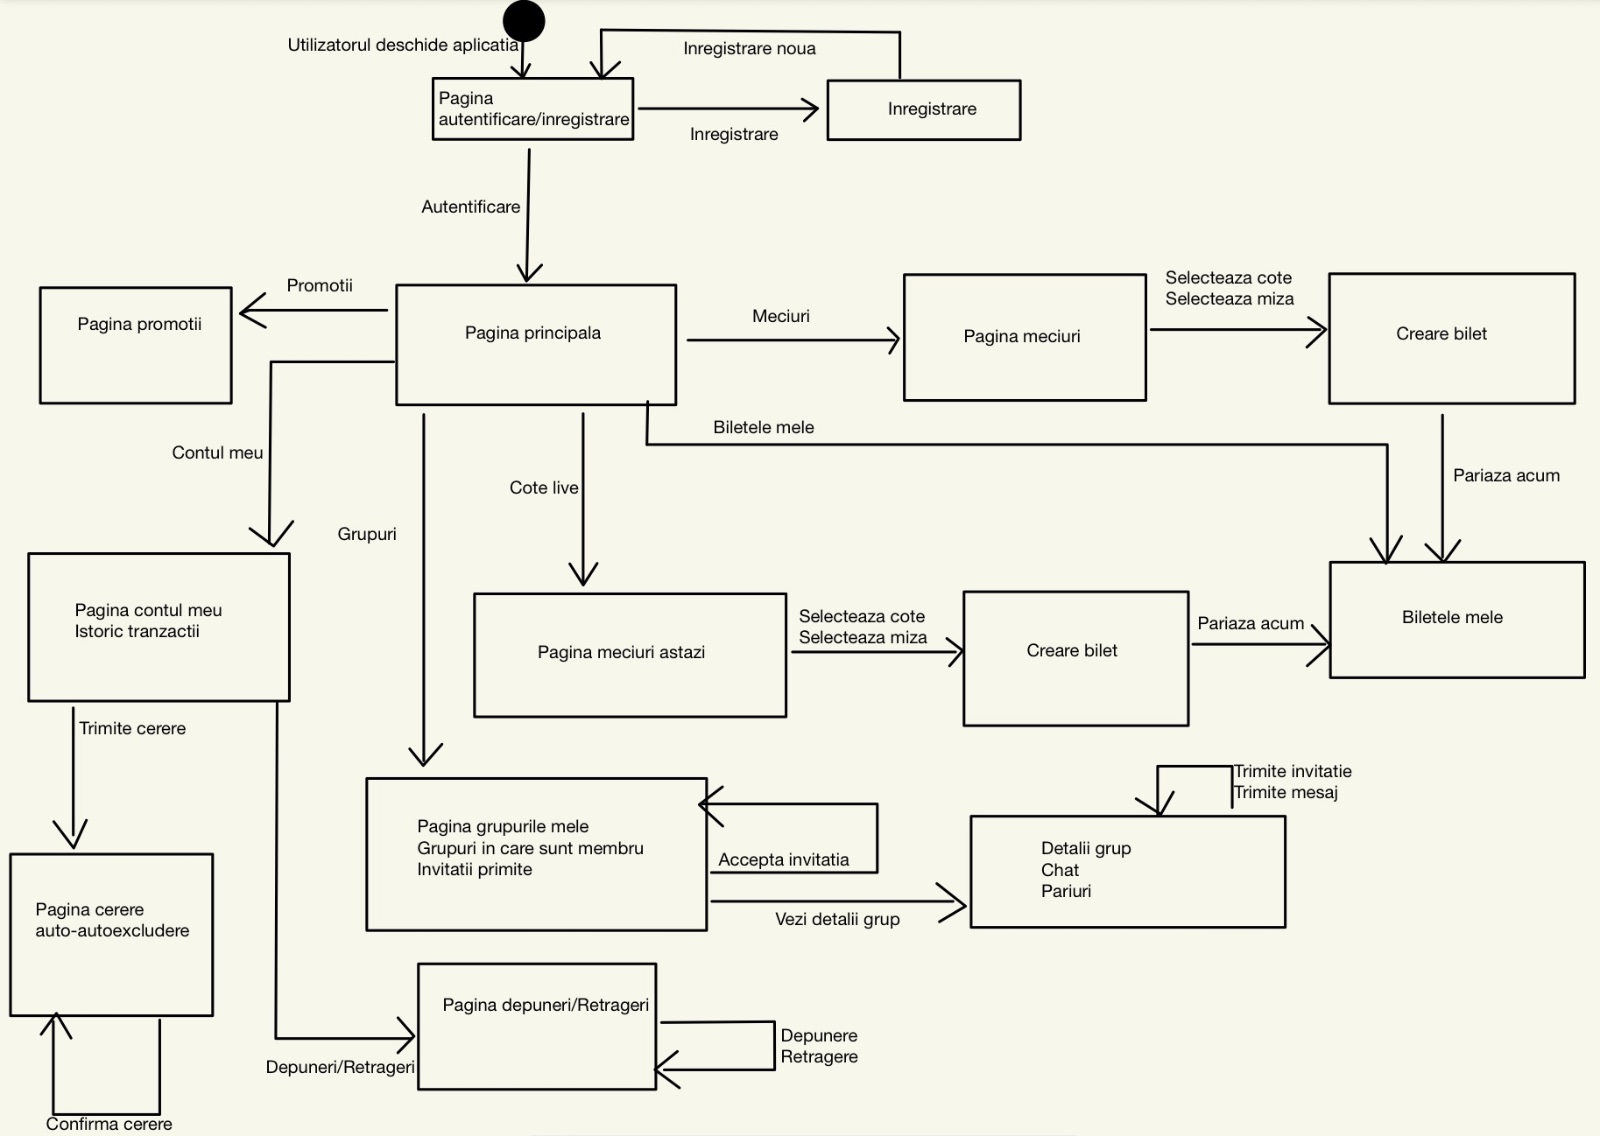 Utilizatorul deschide aplicatia
Inregistrare noua
Pagina
autentificare/inregistrare
Inregistrare
Inregistrare
Autentificare
Promotii
Pagina promotii
Pagina principala
Meciuri
Pagina meciuri
Selecteaza cote
Selecteaza miza
Creare bilet
Contul meu
Biletele mele
Pariaza acum
Cote live
Grupuri
Pagina contul meu
Istoric tranzactii
Pagina meciuri astazi
Selecteaza cote
Selecteaza miza
Creare bilet
Pariaza acum
Biletele mele
Trimite cerere
Trimite invitatie
Trimite mesaj
Pagina grupurile mele
Grupuri in care sunt membru
Invitatii primite
Accepta invitatia
Vezi detalii grup
Detalii grup
Chat
Pariuri
Pagina cerere
auto-autoexcludere
Pagina depuneri/Retrageri
Depunere
Retragere
Depuneri/Retrageri
Confirma cerere